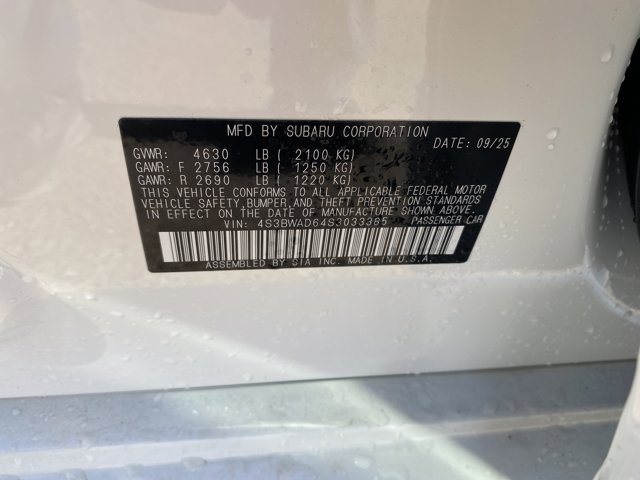 MFD BY SUBARU CORPORATION DATE: 09/25
GVWR: 4630 LB ( 2100 KG)
GAWR: F 2756 LB ( 1250 KG)
GAWR: R 2690 LB ( 1220 KG)
THIS VEHICLE CONFORMS TO ALL APPLICABLE FEDERAL MOTOR
VEHICLE SAFETY, BUMPER, AND THEFT PREVENTION STANDARDS
IN EFFECT ON THE DATE OF MANUFACTURE SHOWN ABOVE.
VIN: 4S3BWAD64S3033385 PASSENGER CAR
ASSEMBLED BY SIA INC. MADE IN U.S.A.